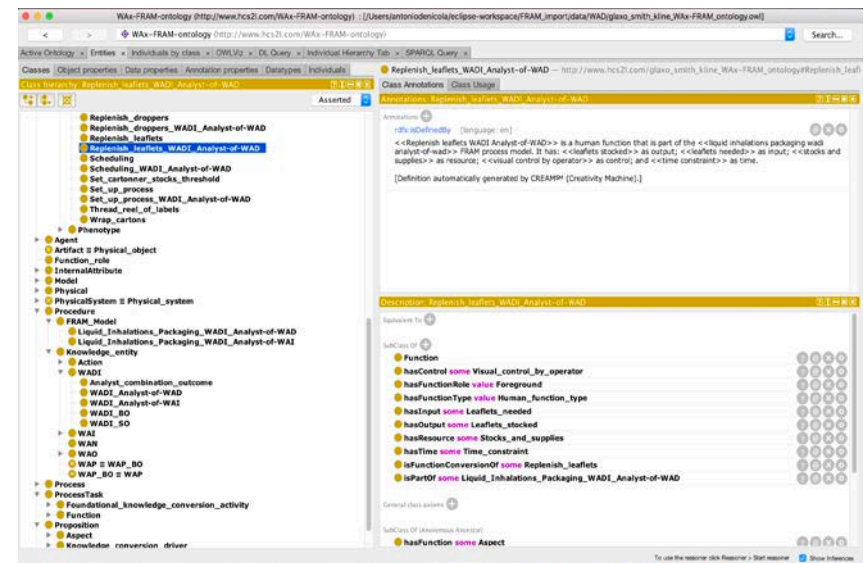 WAx-FRAM-ontology (http://www.hcs2l.com/WAx-FRAM-ontology) : [/Users/antoniodenicola/eclipse-workspace/FRAM_import/data/WAD/glaxo_smith_kline_WAx-FRAM_ontology.owl]
< > WAx-FRAM-ontology (http://www.hcs2l.com/WAx-FRAM-ontology) Search...
Active Ontology × Entities × Individuals by class × OWLViz × DL Query × Individual Hierarchy Tab × SPARQL Query ×
Classes Object properties Data properties Annotation properties Datatypes Individuals
Class hierarchy: Replenish_leaflets_WADI_Analyst-of-WAD
Asserted
Replenish_droppers
Replenish_droppers_WADI_Analyst-of-WAD
Replenish_leaflets
Replenish_leaflets_WADI_Analyst-of-WAD
Scheduling
Scheduling_WADI_Analyst-of-WAD
Set_cartonner_stocks_threshold
Set_up_process
Set_up_process_WADI_Analyst-of-WAD
Thread_reel_of_labels
Wrap_cartons
Phenotype
Agent
Artifact ≡ Physical_object
Function_role
InternalAttribute
Model
Physical
PhysicalSystem ≡ Physical_system
Procedure
FRAM_Model
Liquid_Inhalations_Packaging_WADI_Analyst-of-WAD
Liquid_Inhalations_Packaging_WADI_Analyst-of-WAI
Knowledge_entity
Action
WADI
Analyst_combination_outcome
WADI_Analyst-of-WAD
WADI_Analyst-of-WAI
WADI_BO
WADI_SO
WAI
WAN
WAO
WAP ≡ WAP_BO
WAP_BO ≡ WAP
Process
ProcessTask
Foundational_knowledge_conversion_activity
Function
Proposition
Aspect
Knowledge_conversion_driver
Replenish_leaflets_WADI_Analyst-of-WAD — http://www.hcs2l.com/glaxo_smith_kline_WAx-FRAM_ontology#Replenish_leafl
Class Annotations Class Usage
Annotations: Replenish_leaflets_WADI_Analyst-of-WAD
Annotations
rdfs:isDefinedBy [language: en]
<<Replenish leaflets WADI Analyst-of-WAD>> is a human function that is part of the <<liquid inhalations packaging wadi
analyst-of-wad>> FRAM process model. It has: <<leaflets stocked>> as output; <<leaflets needed>> as input; <<stocks and
supplies>> as resource; <<visual control by operator>> as control; and <<time constraint>> as time.
[Definition automatically generated by CREAM (Creativity Machine).]
Description: Replenish_leaflets_WADI_Analyst-of-WAD
Equivalent To
SubClass Of
Function
hasControl some Visual_control_by_operator
hasFunctionRole value Foreground
hasFunctionType value Human_function_type
hasInput some Leaflets_needed
hasOutput some Leaflets_stocked
hasResource some Stocks_and_supplies
hasTime some Time_constraint
isFunctionConversionOf some Replenish_leaflets
isPartOf some Liquid_Inhalations_Packaging_WADI_Analyst-of-WAD
General class axioms
SubClass Of (Anonymous Ancestor)
hasFunction some Aspect
To use the reasoner click Reasoner > Start reasoner Show Inferences